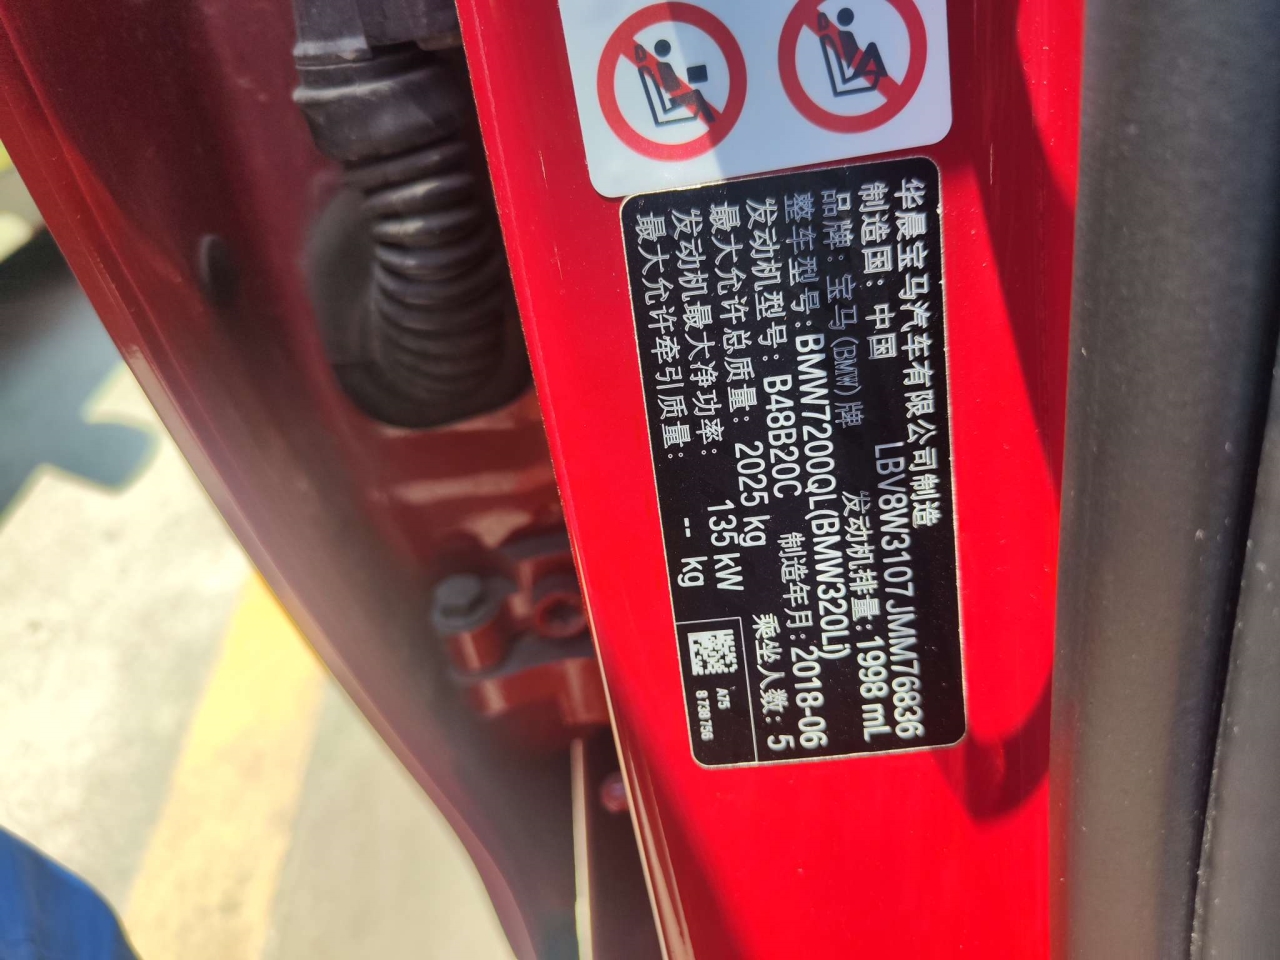 华晨宝马汽车有限公司制造
制造国：中国 LBV8W3107JMM76836
品牌：宝马(BMW)牌 发动机排量：1998 mL
整车型号：BMW7200QL(BMW320Li)
发动机型号：B48B20C 制造年月：2018-06
最大允许总质量：2025 kg 乘坐人数：5
发动机最大净功率：135 kW
最大允许牵引质量：-- kg
A75
8 738 756